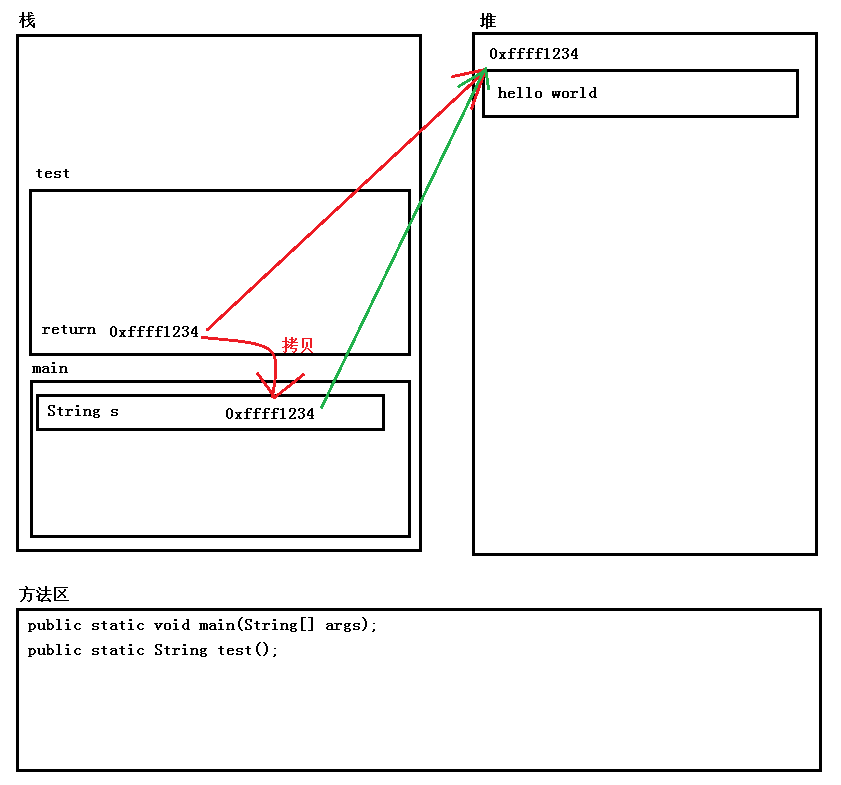 栈
test
return 0xffff1234
拷贝
main
String s 0xffff1234
堆
0xffff1234
hello world
方法区
public static void main(String[] args);
public static String test();